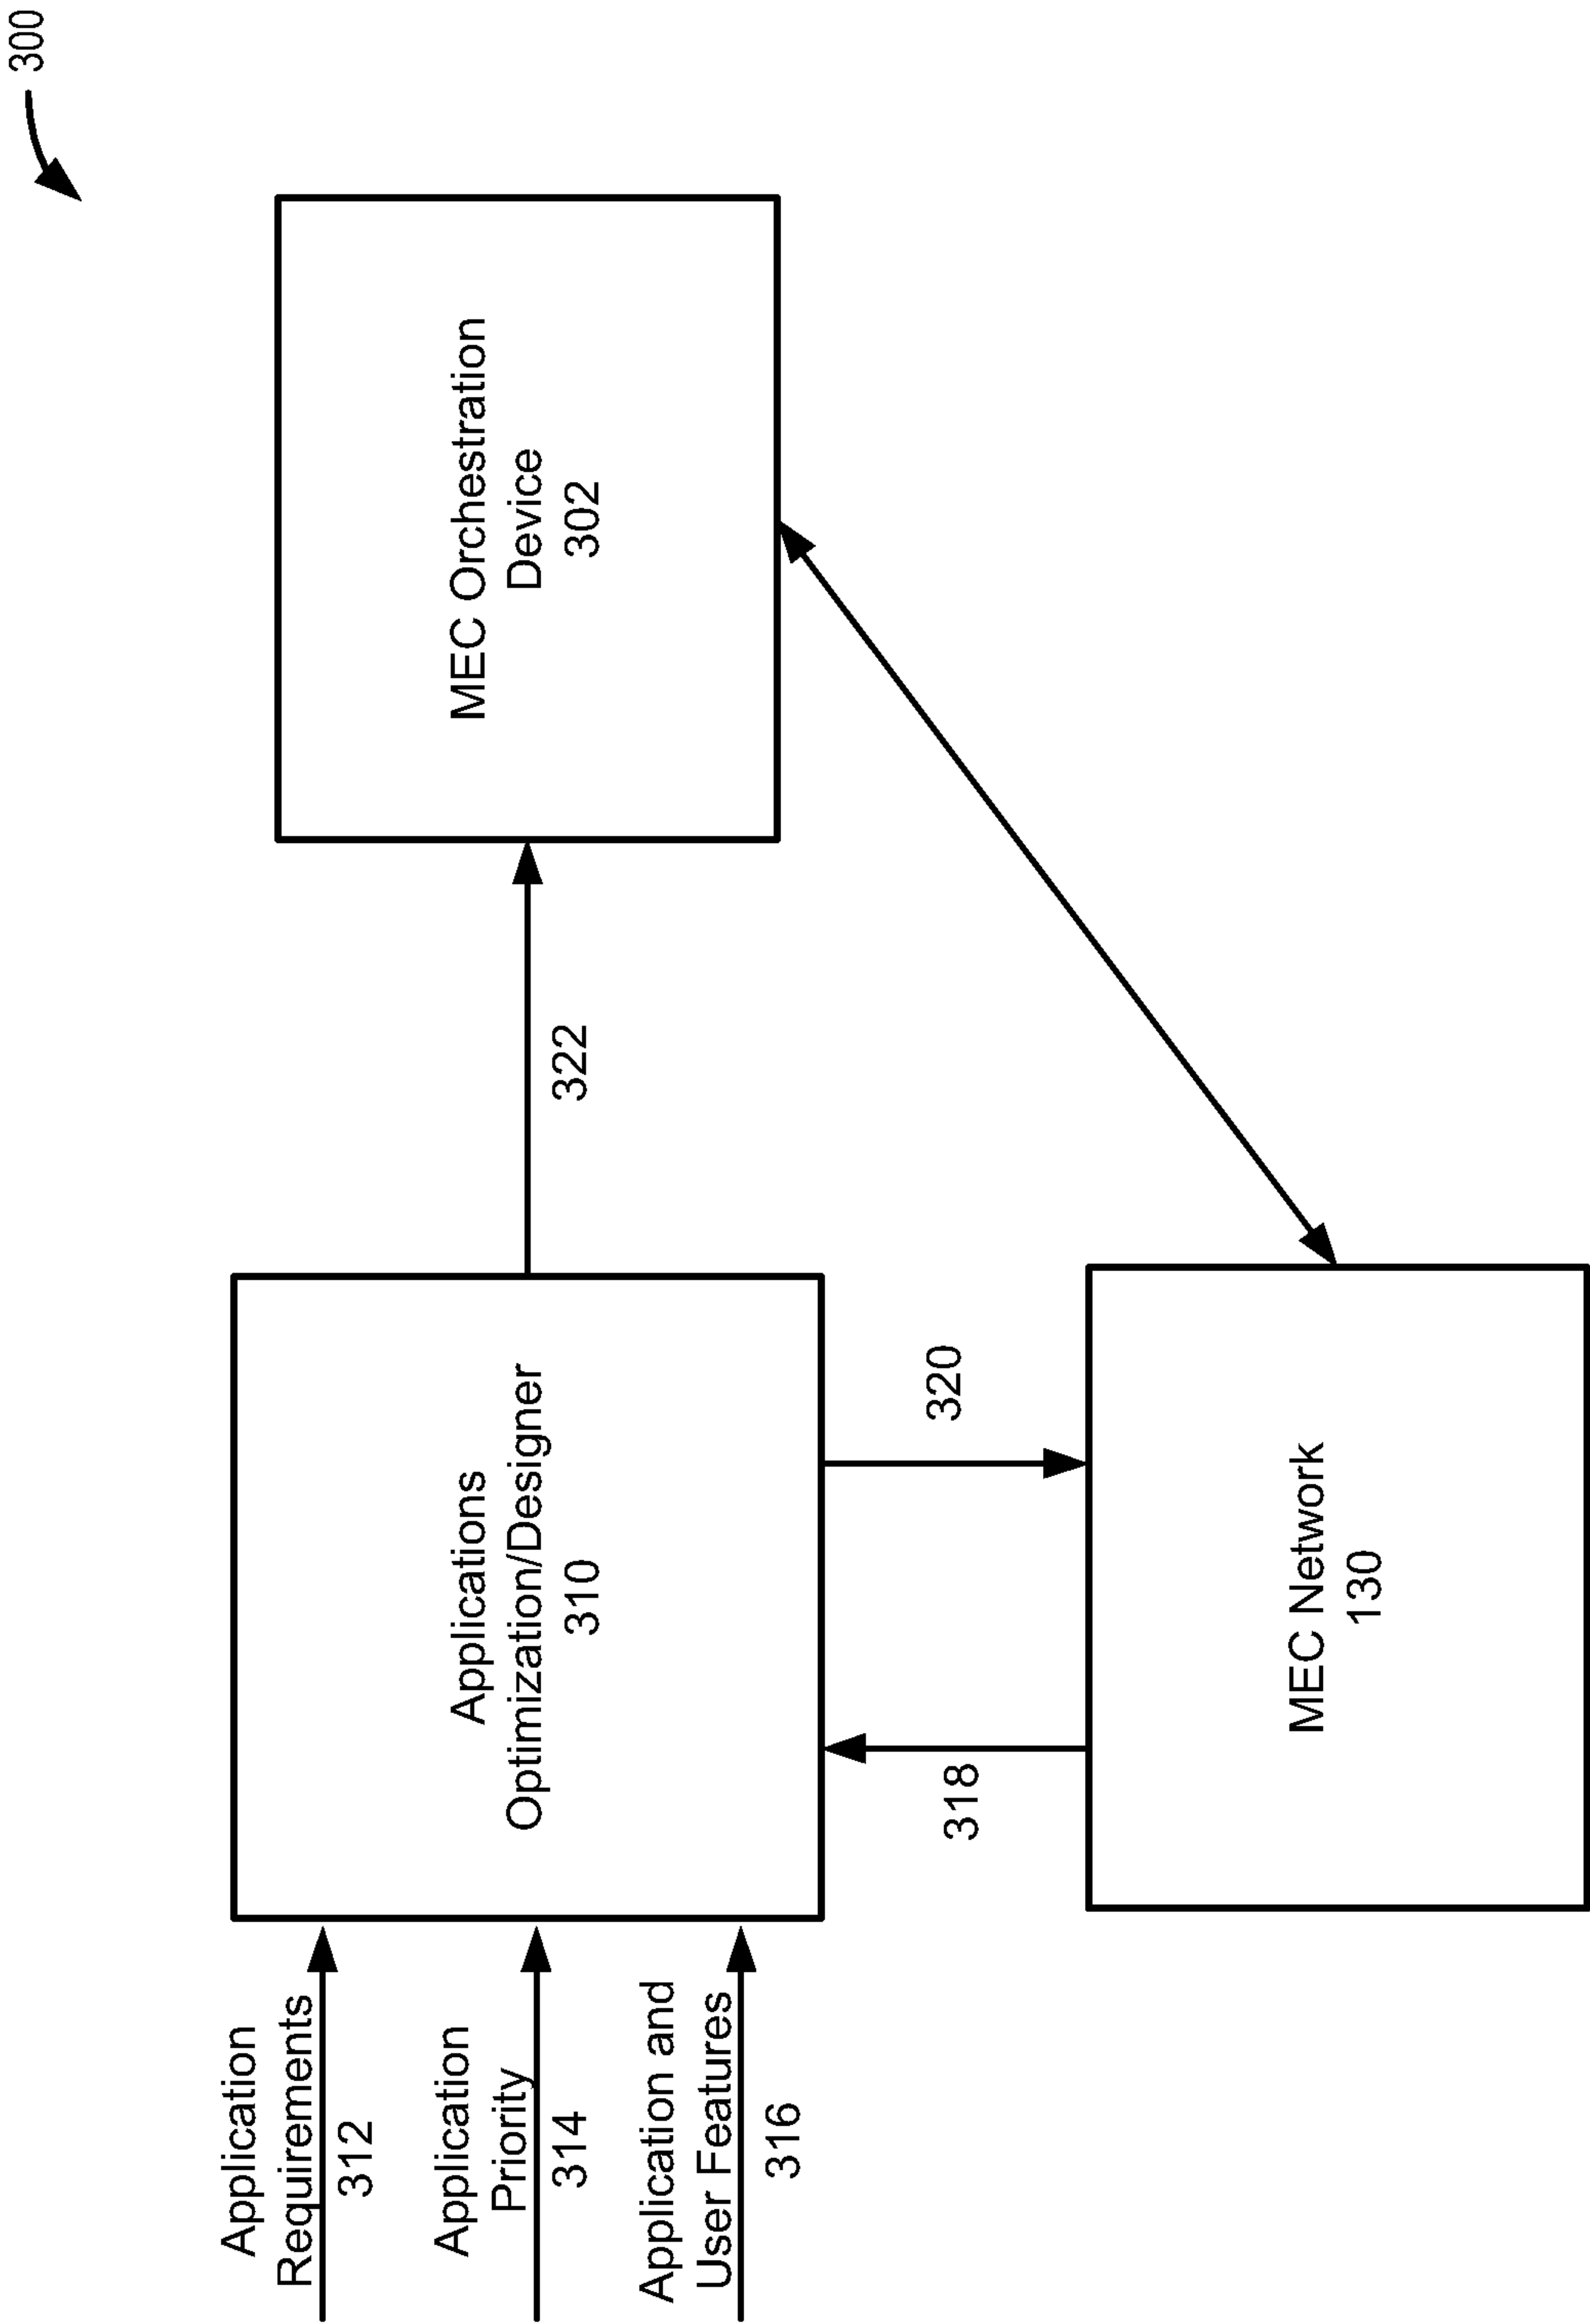 300
Application
Requirements
312
Application
Priority
314
Application and
User Features
316
Applications
Optimization/Designer
310
322
MEC Orchestration
Device
302
318
320
MEC Network
130